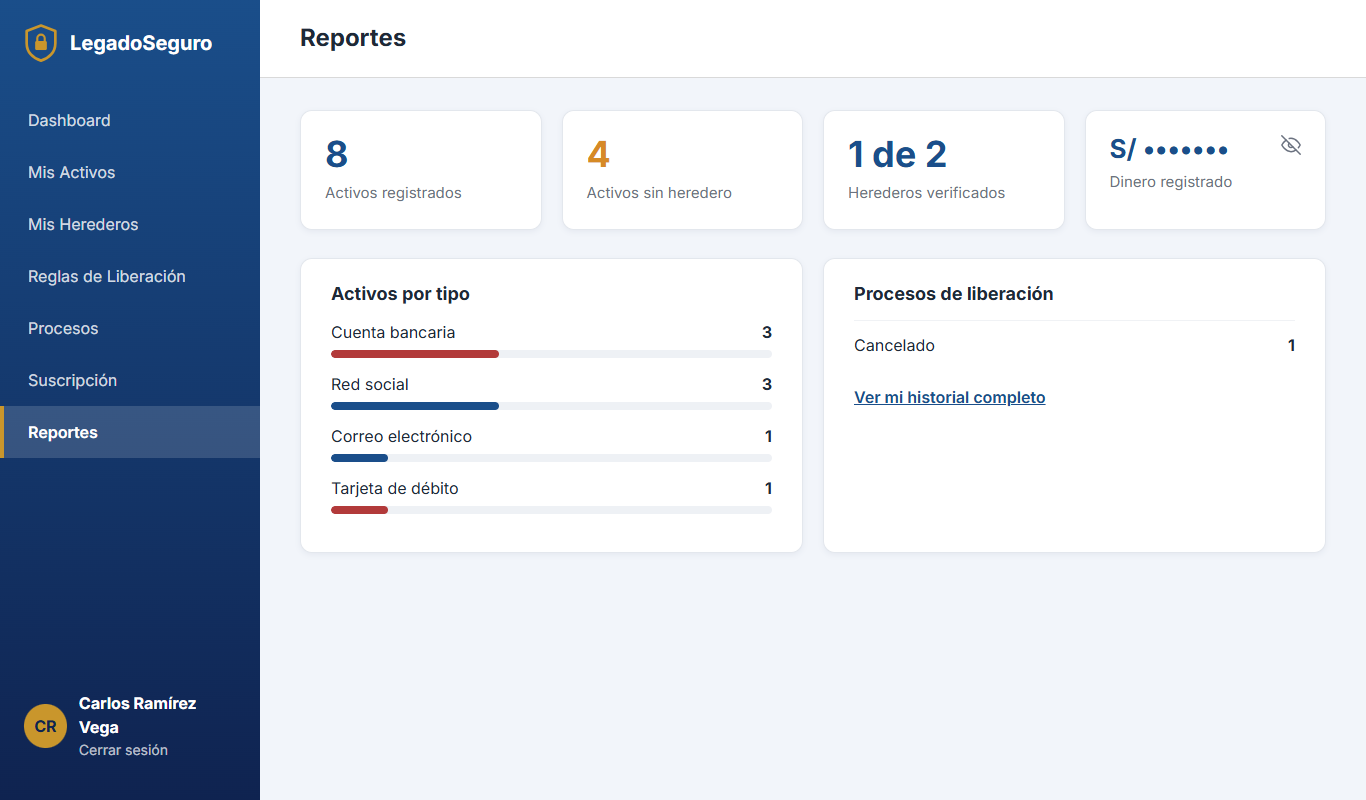 LegadoSeguro
Dashboard
Mis Activos
Mis Herederos
Reglas de Liberación
Procesos
Suscripción
Reportes
CR
Carlos Ramírez
Vega
Cerrar sesión
Reportes
8
Activos registrados
4
Activos sin heredero
1 de 2
Herederos verificados
S/ •••••••
Dinero registrado
Activos por tipo
Cuenta bancaria 3
Red social 3
Correo electrónico 1
Tarjeta de débito 1
Procesos de liberación
Cancelado 1
Ver mi historial completo